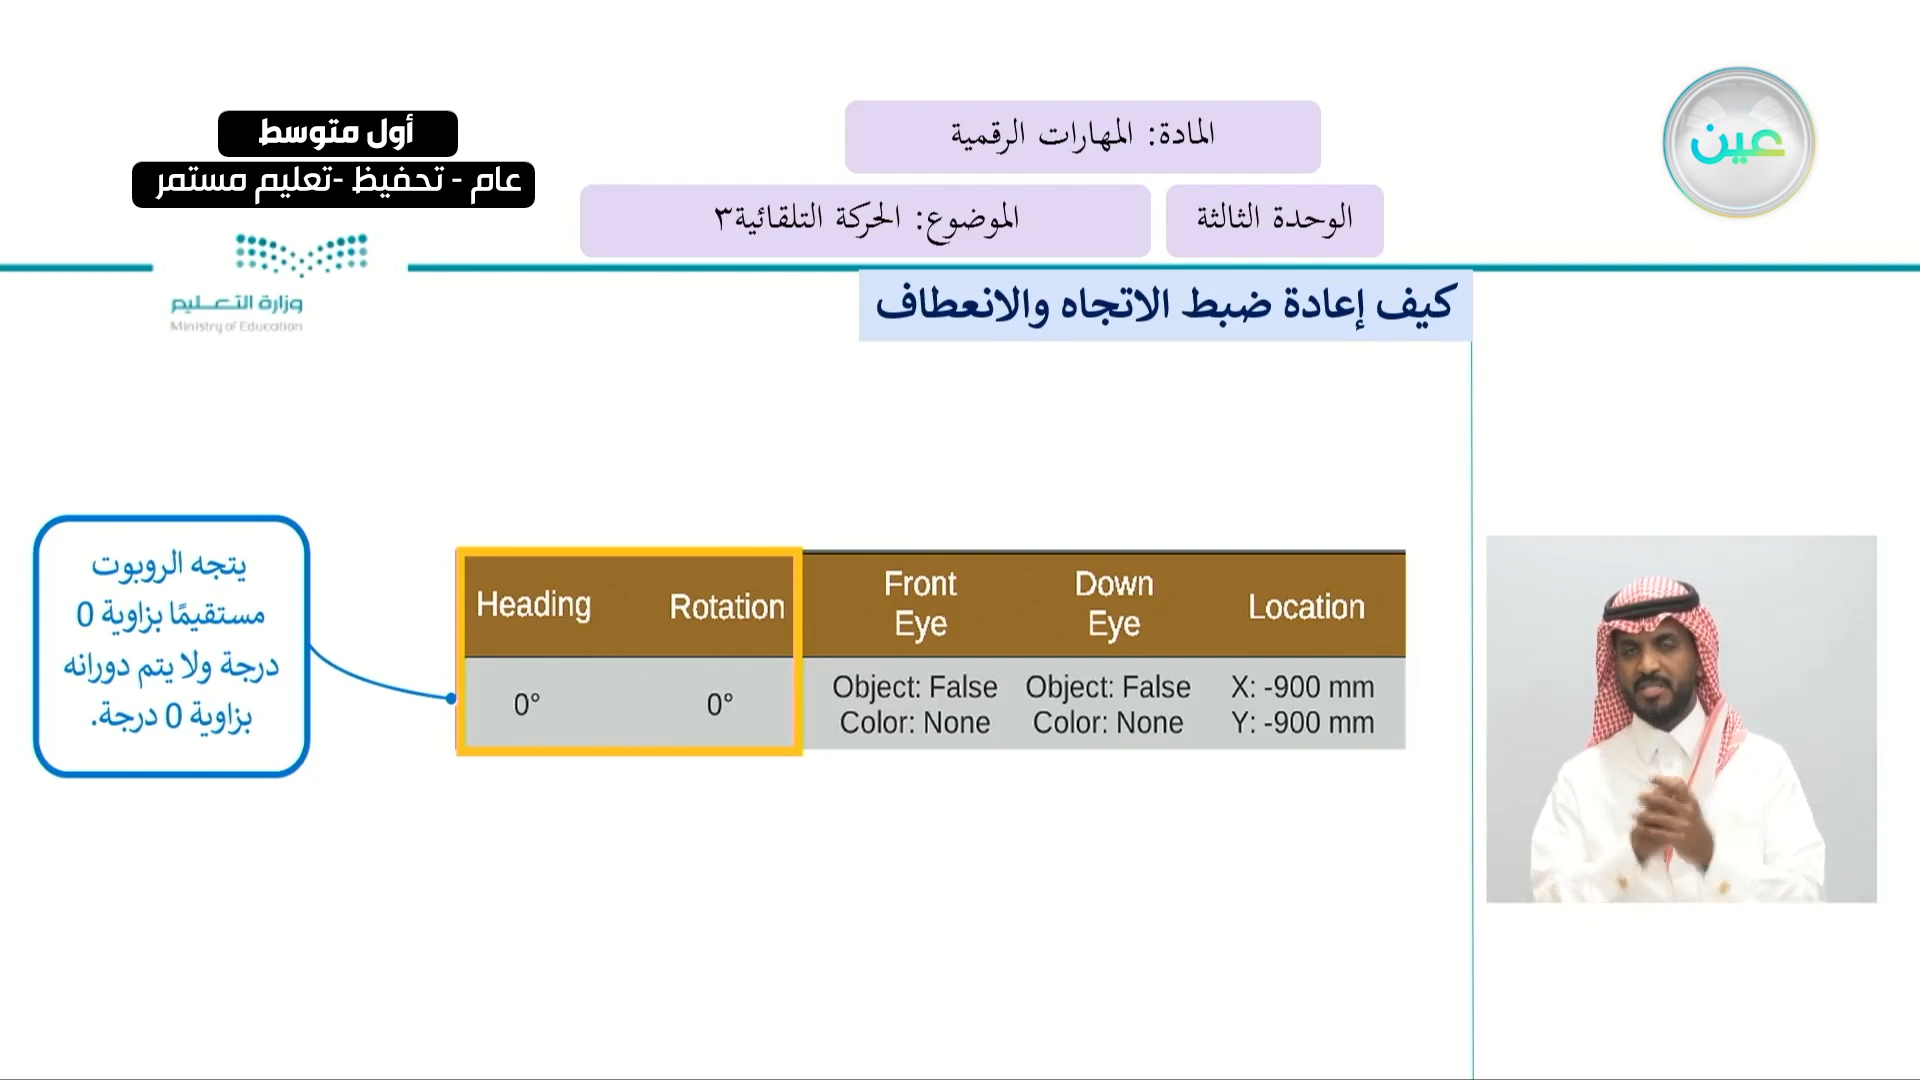 عين
المادة: المهارات الرقمية
الوحدة الثالثة
الموضوع: الحركة التلقائية٣
أول متوسط
عام - تحفيظ -تعليم مستمر
وزارة التعـــليم
Ministry of Education
كيف إعادة ضبط الاتجاه والانعطاف
يتجه الروبوت
مستقيمًا بزاوية 0
درجة ولا يتم دورانه
بزاوية 0 درجة.
Heading Rotation Front Eye Down Eye Location
0° 0° Object: False Object: False X: -900 mm
Color: None Color: None Y: -900 mm